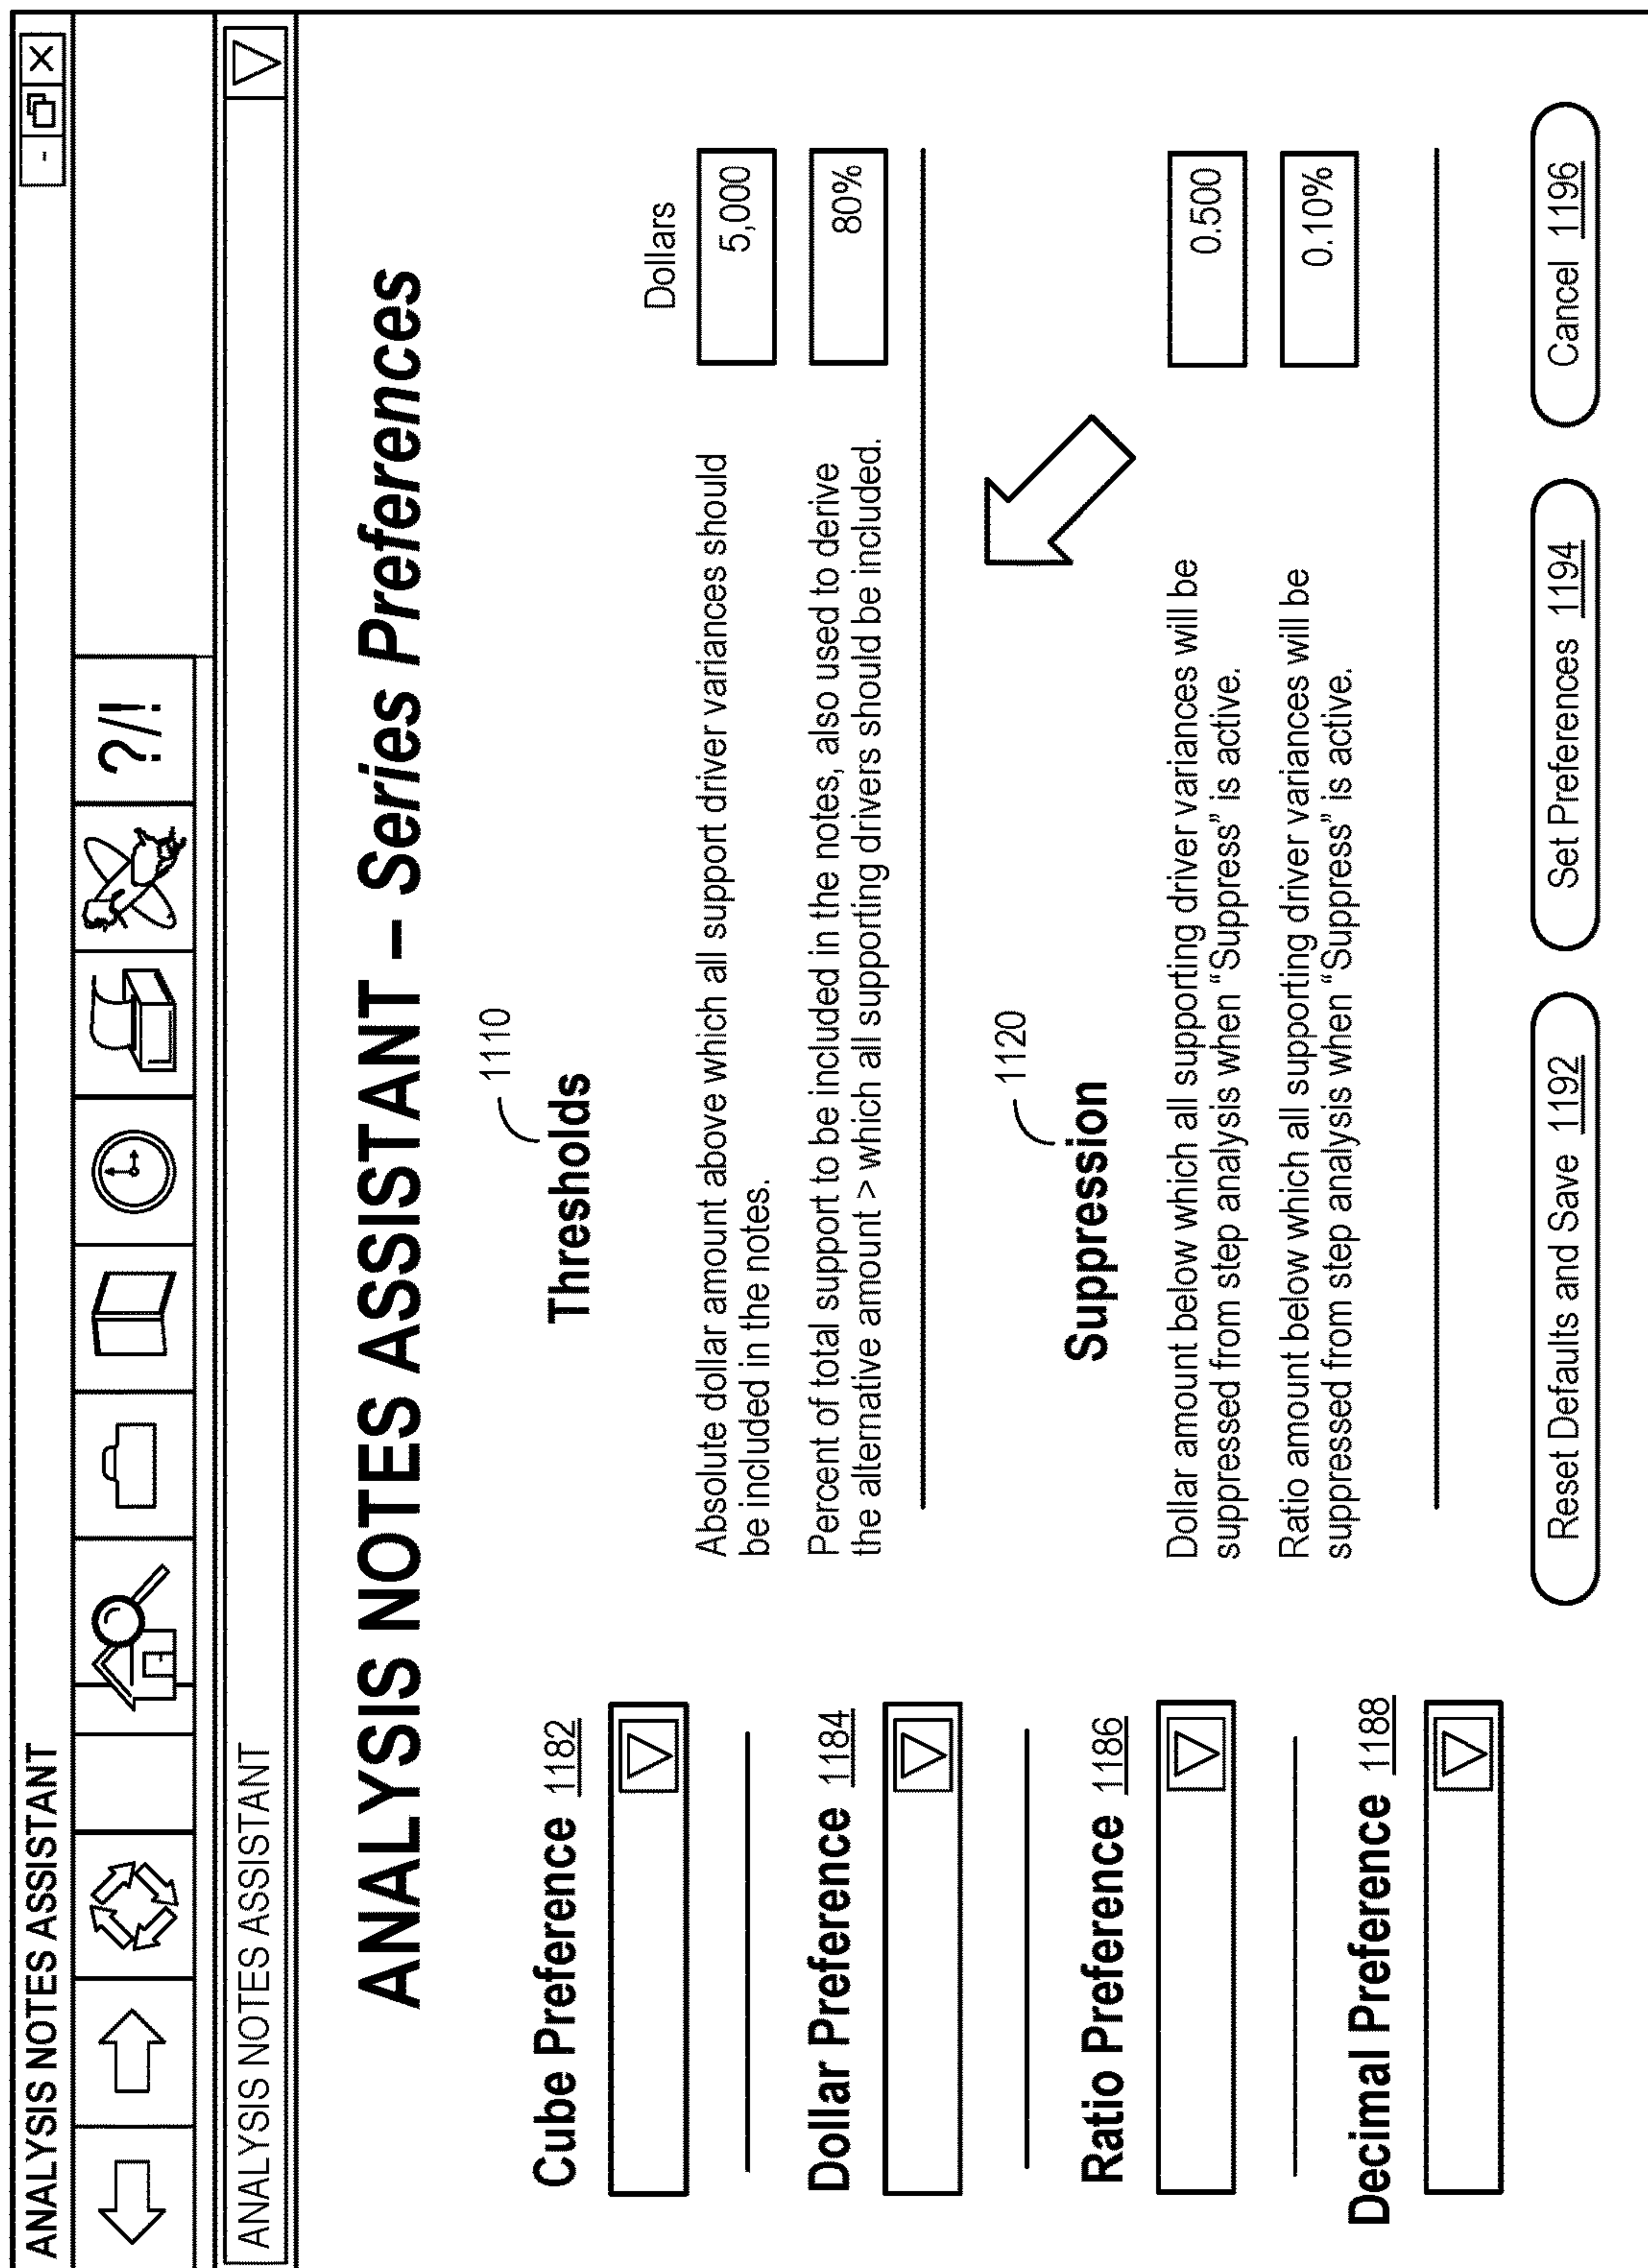 ANALYSIS NOTES ASSISTANT
- X
?/!
ANALYSIS NOTES ASSISTANT
ANALYSIS NOTES ASSISTANT – Series Preferences
Cube Preference 1182
Dollar Preference 1184
Ratio Preference 1186
Decimal Preference 1188
1110
Thresholds
Dollars
Absolute dollar amount above which all support driver variances should
be included in the notes.
5,000
Percent of total support to be included in the notes, also used to derive
the alternative amount > which all supporting drivers should be included.
80%
1120
Suppression
Dollar amount below which all supporting driver variances will be
suppressed from step analysis when “Suppress” is active.
0.500
Ratio amount below which all supporting driver variances will be
suppressed from step analysis when “Suppress” is active.
0.10%
Reset Defaults and Save 1192
Set Preferences 1194
Cancel 1196